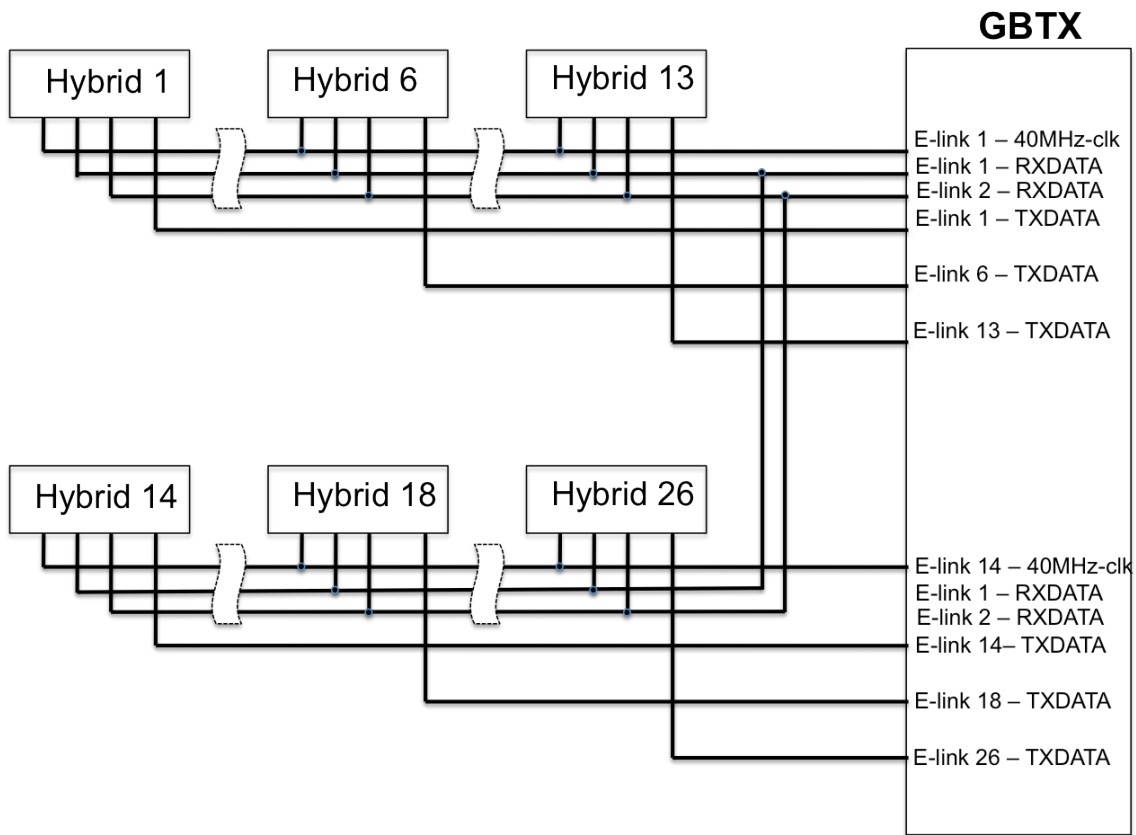 GBTX
Hybrid 1
Hybrid 6
Hybrid 13
E-link 1 – 40MHz-clk
E-link 1 – RXDATA
E-link 2 – RXDATA
E-link 1 – TXDATA
E-link 6 – TXDATA
E-link 13 – TXDATA
Hybrid 14
Hybrid 18
Hybrid 26
E-link 14 – 40MHz-clk
E-link 1 – RXDATA
E-link 2 – RXDATA
E-link 14– TXDATA
E-link 18 – TXDATA
E-link 26 – TXDATA